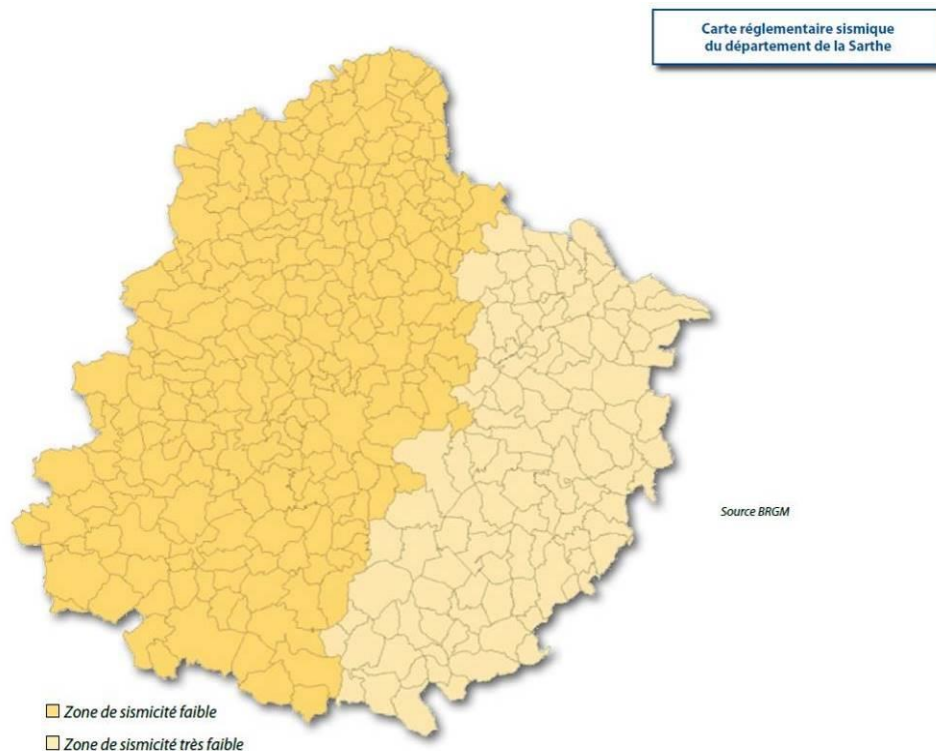 Carte réglementaire sismique
du département de la Sarthe
Source BRGM
Zone de sismicité faible
Zone de sismicité très faible